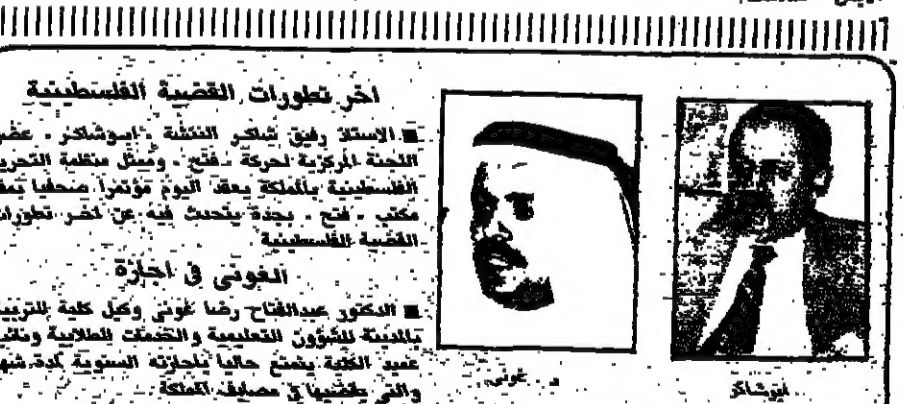 آخر تطورات القضية الفلسطينية
الاستاذ رفيق شاكر النتشة - ابوشاكر - عضو
اللجنة المركزية لحركة - فتح - وممثل منظمة التحرير
الفلسطينية بالمملكة يعقد اليوم مؤتمرا صحفيا بمقر
مكتب - فتح - بجدة يتحدث فيه عن اخر تطورات
القضية الفلسطينية
الغوني في اجازة
الدكتور عبدالفتاح رضا غوني وكيل كلية التربية
بالمدينة للشؤون التعليمية والخدمات الطلابية ونائب
عميد الكلية يتمتع حاليا باجازته السنوية لمدة شهر
والتي يقضيها في مصايف المملكة
د. غوني
ابوشاكر